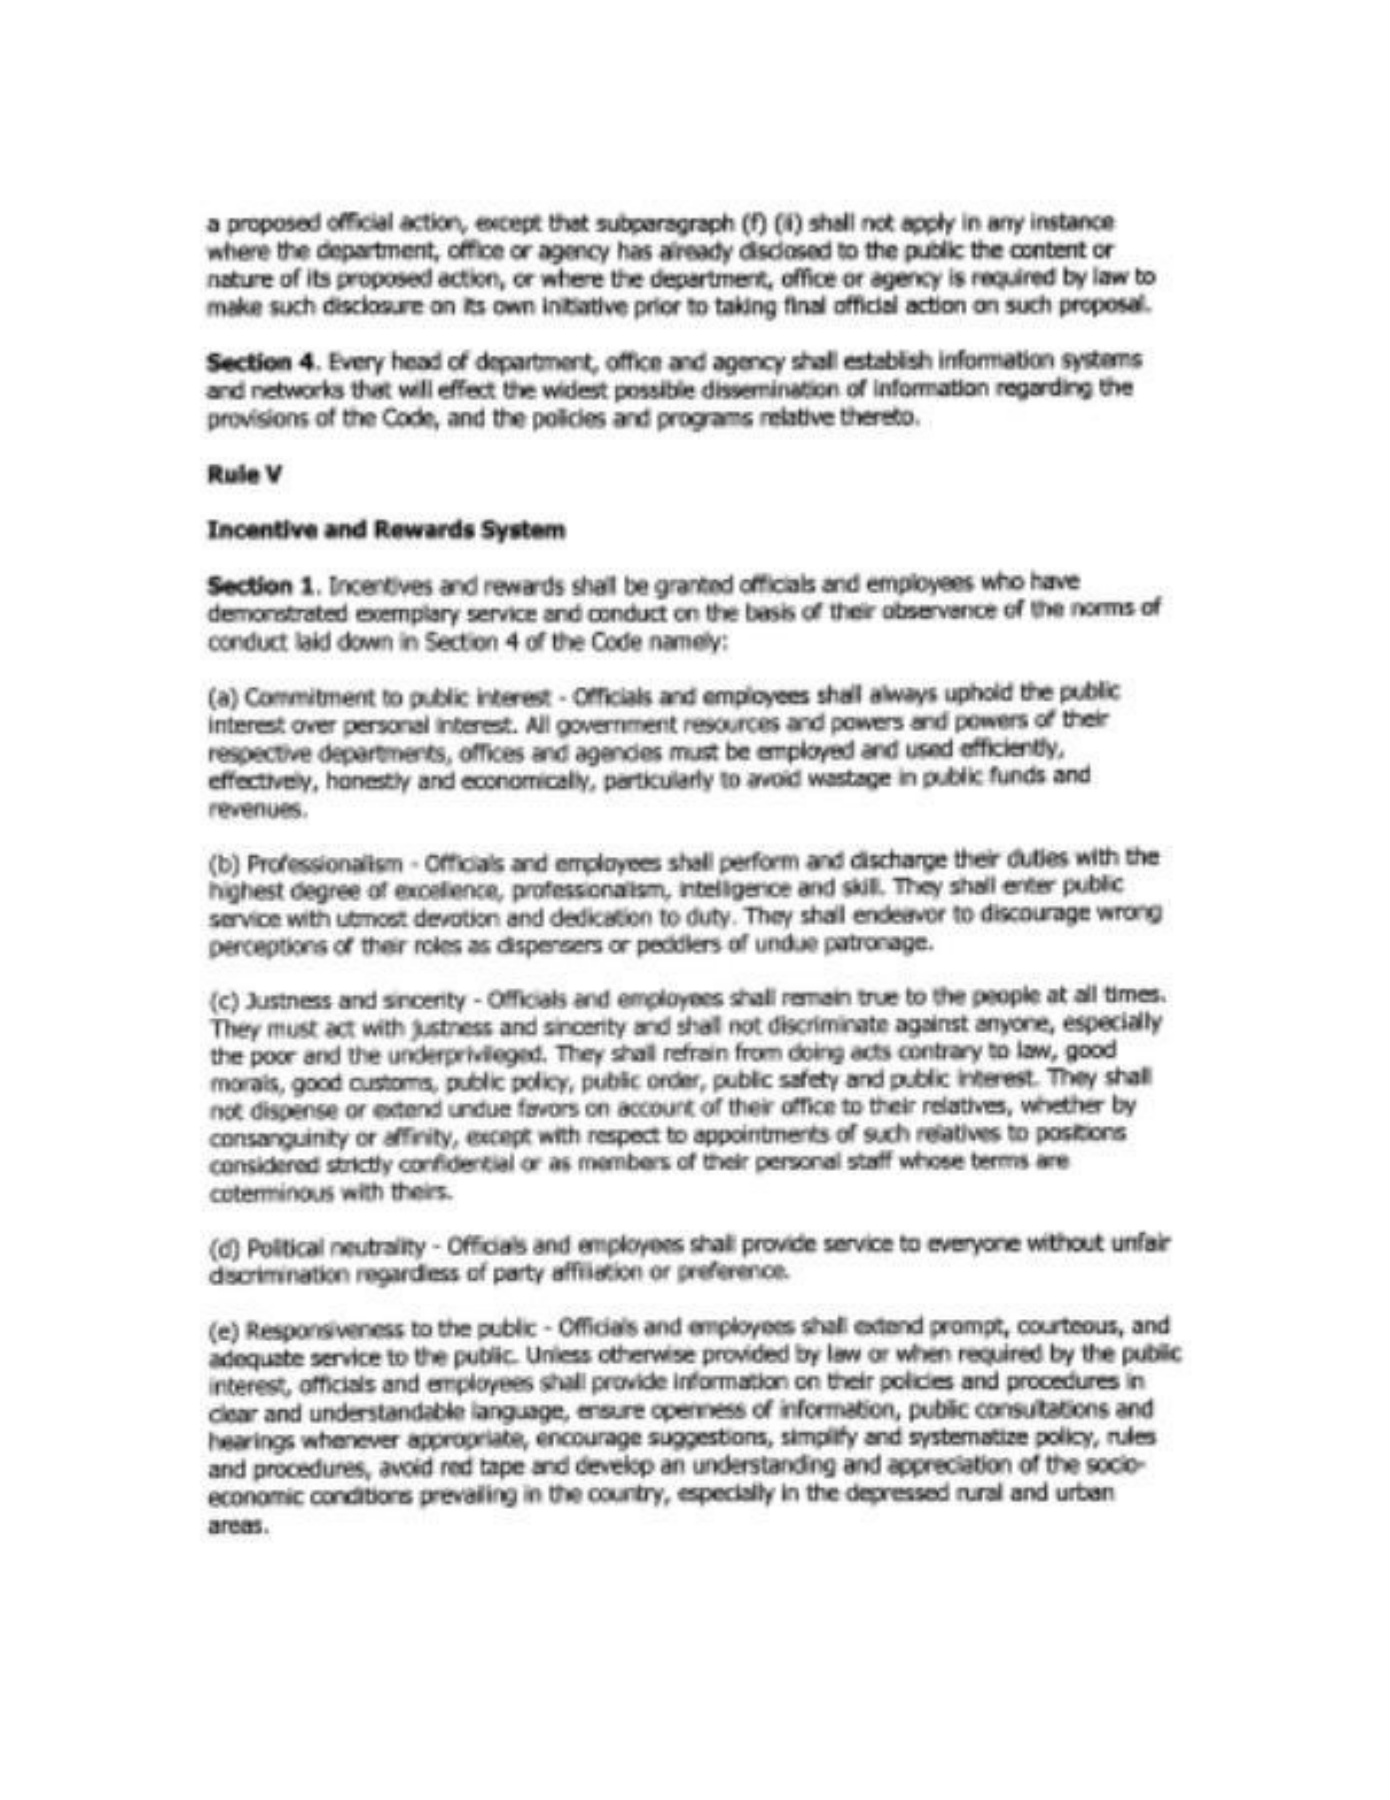 a proposed official action, except that subparagraph (f) (ii) shall not apply in any instance
where the department, office or agency has already disclosed to the public the content or
nature of its proposed action, or where the department, office or agency is required by law to
make such disclosure on its own initiative prior to taking final official action on such proposal.
Section 4. Every head of department, office and agency shall establish information systems
and networks that will effect the widest possible dissemination of information regarding the
provisions of the Code, and the policies and programs relative thereto.
Rule V
Incentive and Rewards System
Section 1. Incentives and rewards shall be granted officials and employees who have
demonstrated exemplary service and conduct on the basis of their observance of the norms of
conduct laid down in Section 4 of the Code namely:
(a) Commitment to public interest - Officials and employees shall always uphold the public
interest over personal interest. All government resources and powers and powers of their
respective departments, offices and agencies must be employed and used efficiently,
effectively, honestly and economically, particularly to avoid wastage in public funds and
revenues.
(b) Professionalism - Officials and employees shall perform and discharge their duties with the
highest degree of excellence, professionalism, intelligence and skill. They shall enter public
service with utmost devotion and dedication to duty. They shall endeavor to discourage wrong
perceptions of their roles as dispensers or peddlers of undue patronage.
(c) Justness and sincerity - Officials and employees shall remain true to the people at all times.
They must act with justness and sincerity and shall not discriminate against anyone, especially
the poor and the underprivileged. They shall refrain from doing acts contrary to law, good
morals, good customs, public policy, public order, public safety and public interest. They shall
not dispense or extend undue favors on account of their office to their relatives, whether by
consanguinity or affinity, except with respect to appointments of such relatives to positions
considered strictly confidential or as members of their personal staff whose terms are
coterminous with theirs.
(d) Political neutrality - Officials and employees shall provide service to everyone without unfair
discrimination regardless of party affiliation or preference.
(e) Responsiveness to the public - Officials and employees shall extend prompt, courteous, and
adequate service to the public. Unless otherwise provided by law or when required by the public
interest, officials and employees shall provide information on their policies and procedures in
clear and understandable language, ensure openness of information, public consultations and
hearings whenever appropriate, encourage suggestions, simplify and systematize policy, rules
and procedures, avoid red tape and develop an understanding and appreciation of the socio-
economic conditions prevailing in the country, especially in the depressed rural and urban
areas.